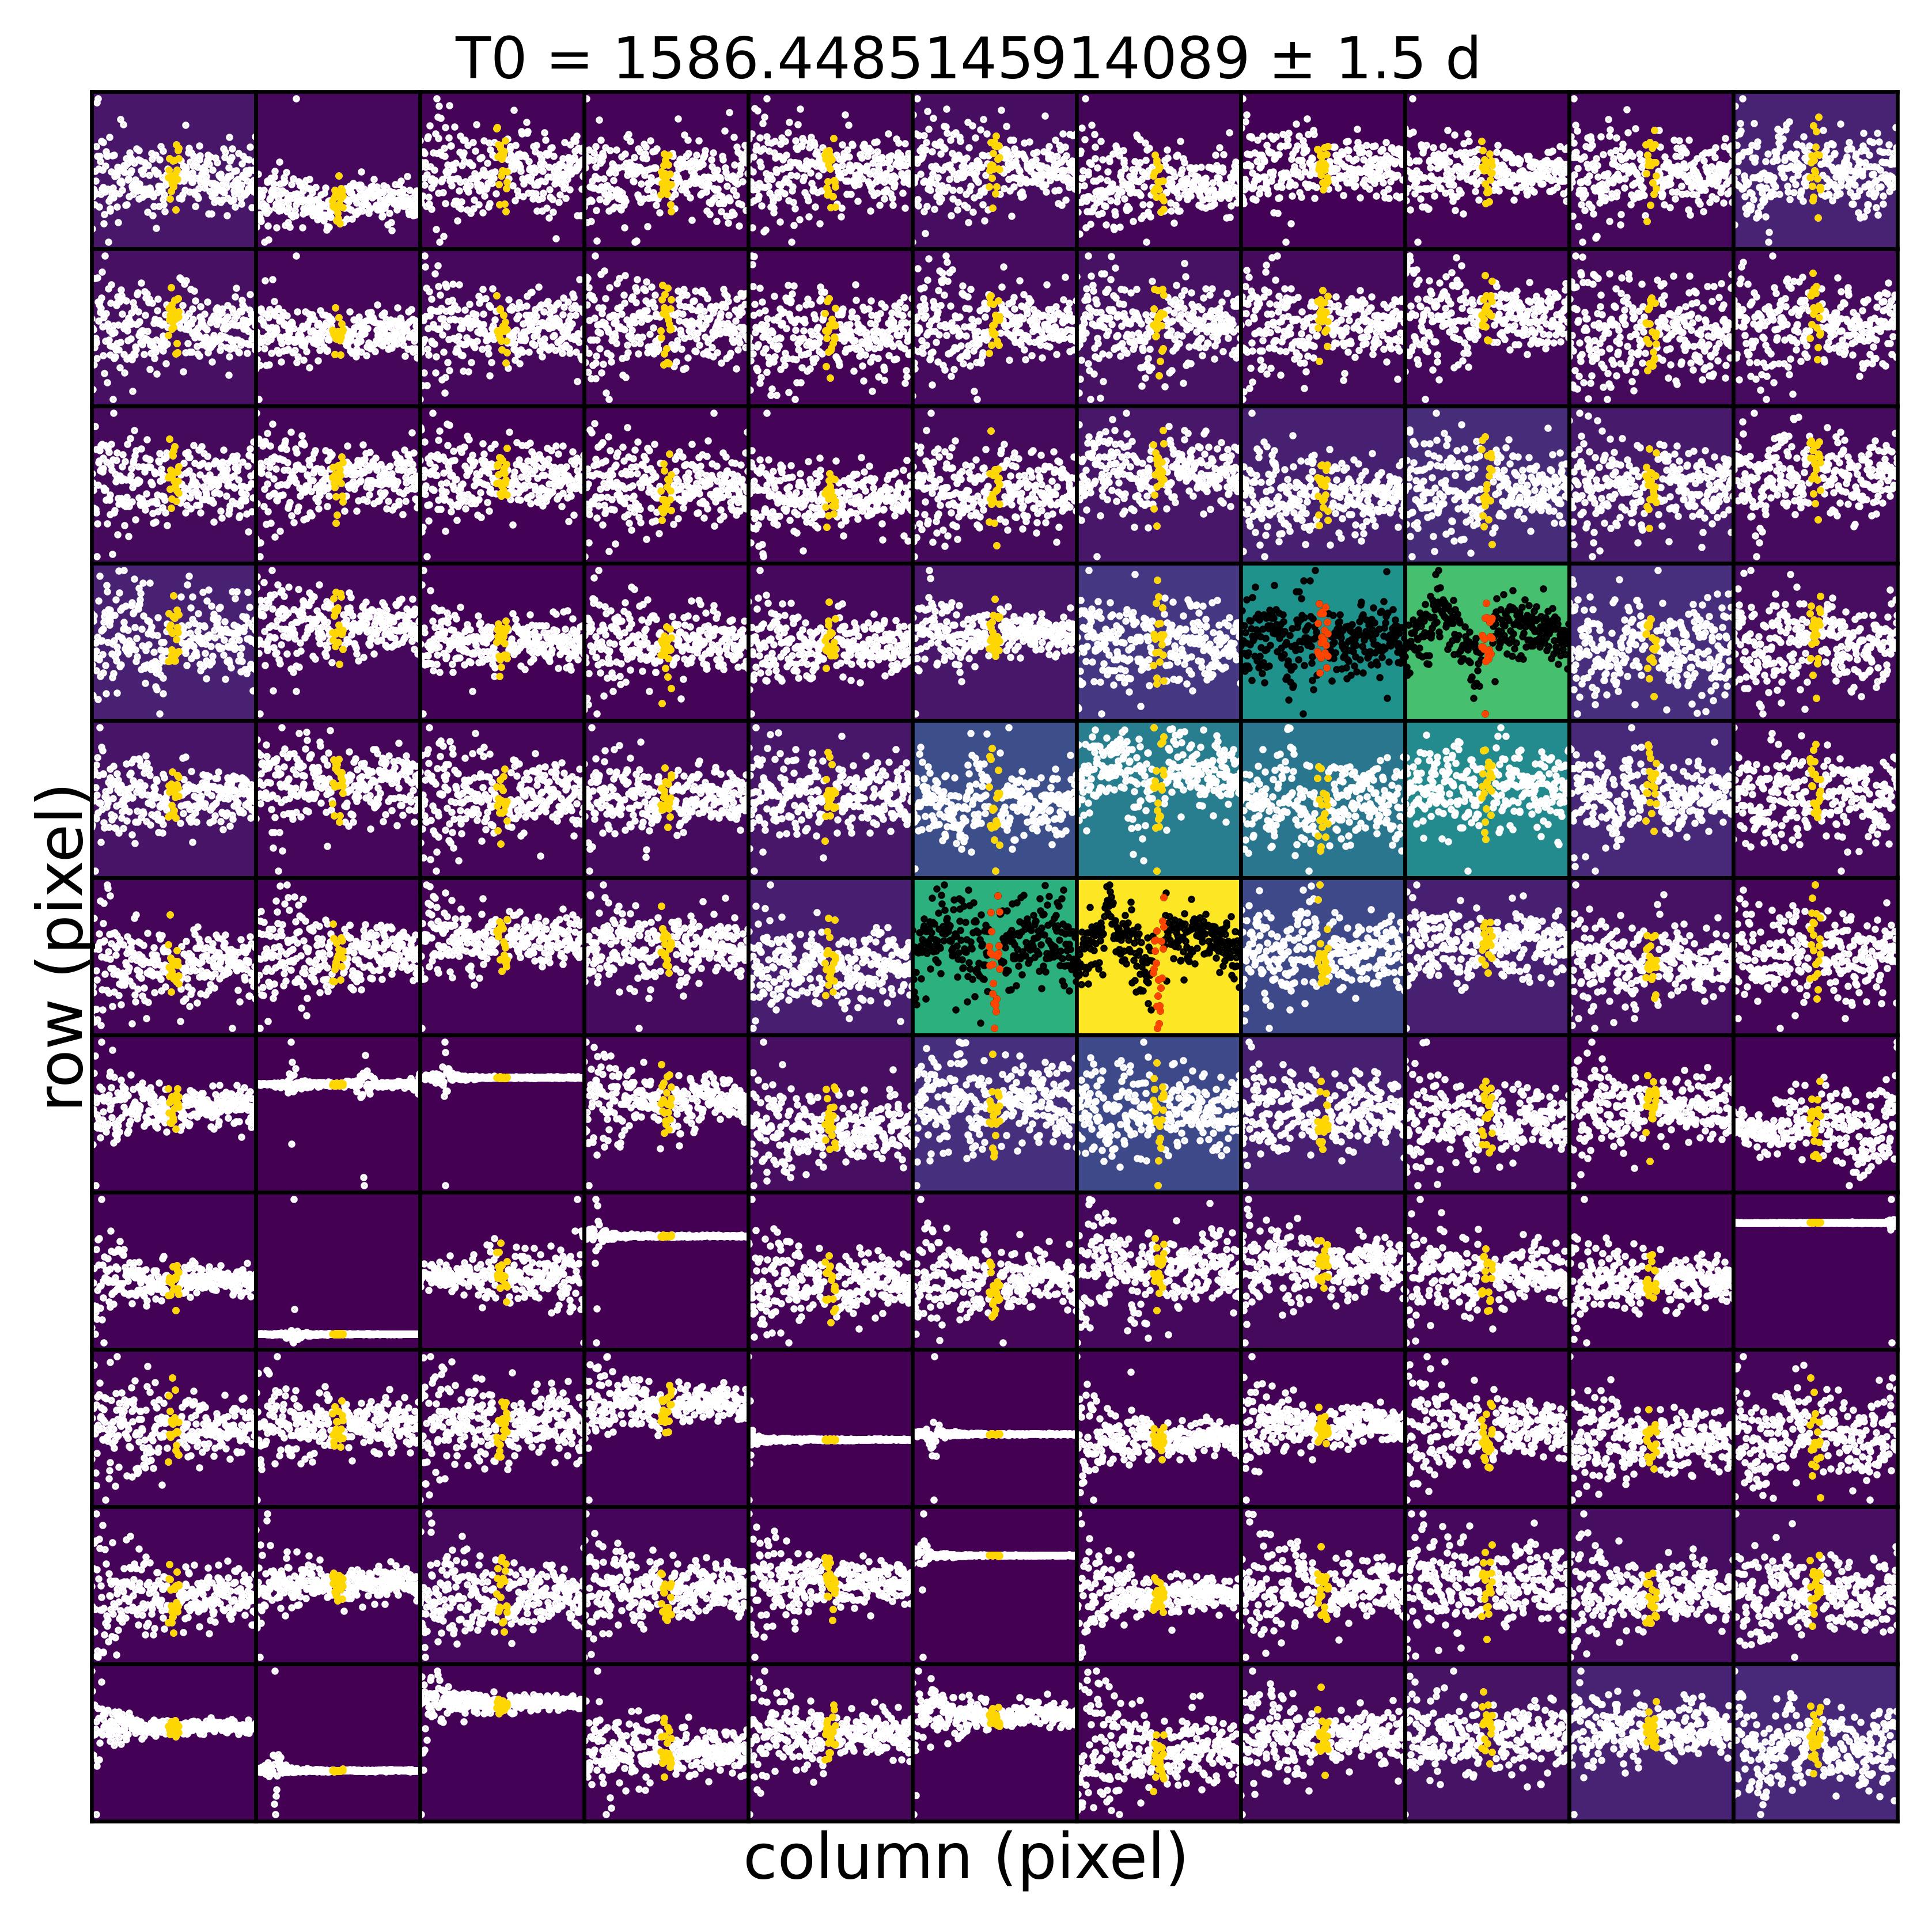 T0 = 1586.4485145914089 ± 1.5 d
row (pixel)
column (pixel)